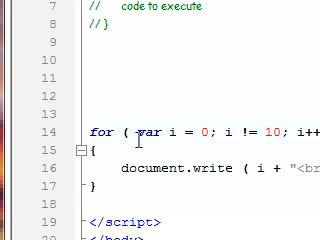 7 // code to execute
8 //}
9
10
11
12
13
14 for ( var i = 0; i != 10; i++
15 {
16 document.write ( i + "<br
17 }
18
19 </script>
20 </body>